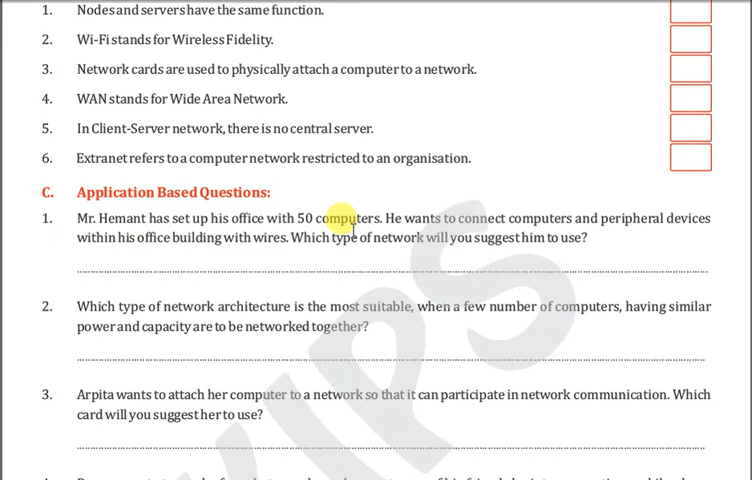 1. Nodes and servers have the same function.
2. Wi-Fi stands for Wireless Fidelity.
3. Network cards are used to physically attach a computer to a network.
4. WAN stands for Wide Area Network.
5. In Client-Server network, there is no central server.
6. Extranet refers to a computer network restricted to an organisation.
C. Application Based Questions:
1. Mr. Hemant has set up his office with 50 computers. He wants to connect computers and peripheral devices
within his office building with wires. Which type of network will you suggest him to use?
2. Which type of network architecture is the most suitable, when a few number of computers, having similar
power and capacity are to be networked together?
3. Arpita wants to attach her computer to a network so that it can participate in network communication. Which
card will you suggest her to use?
KIPS